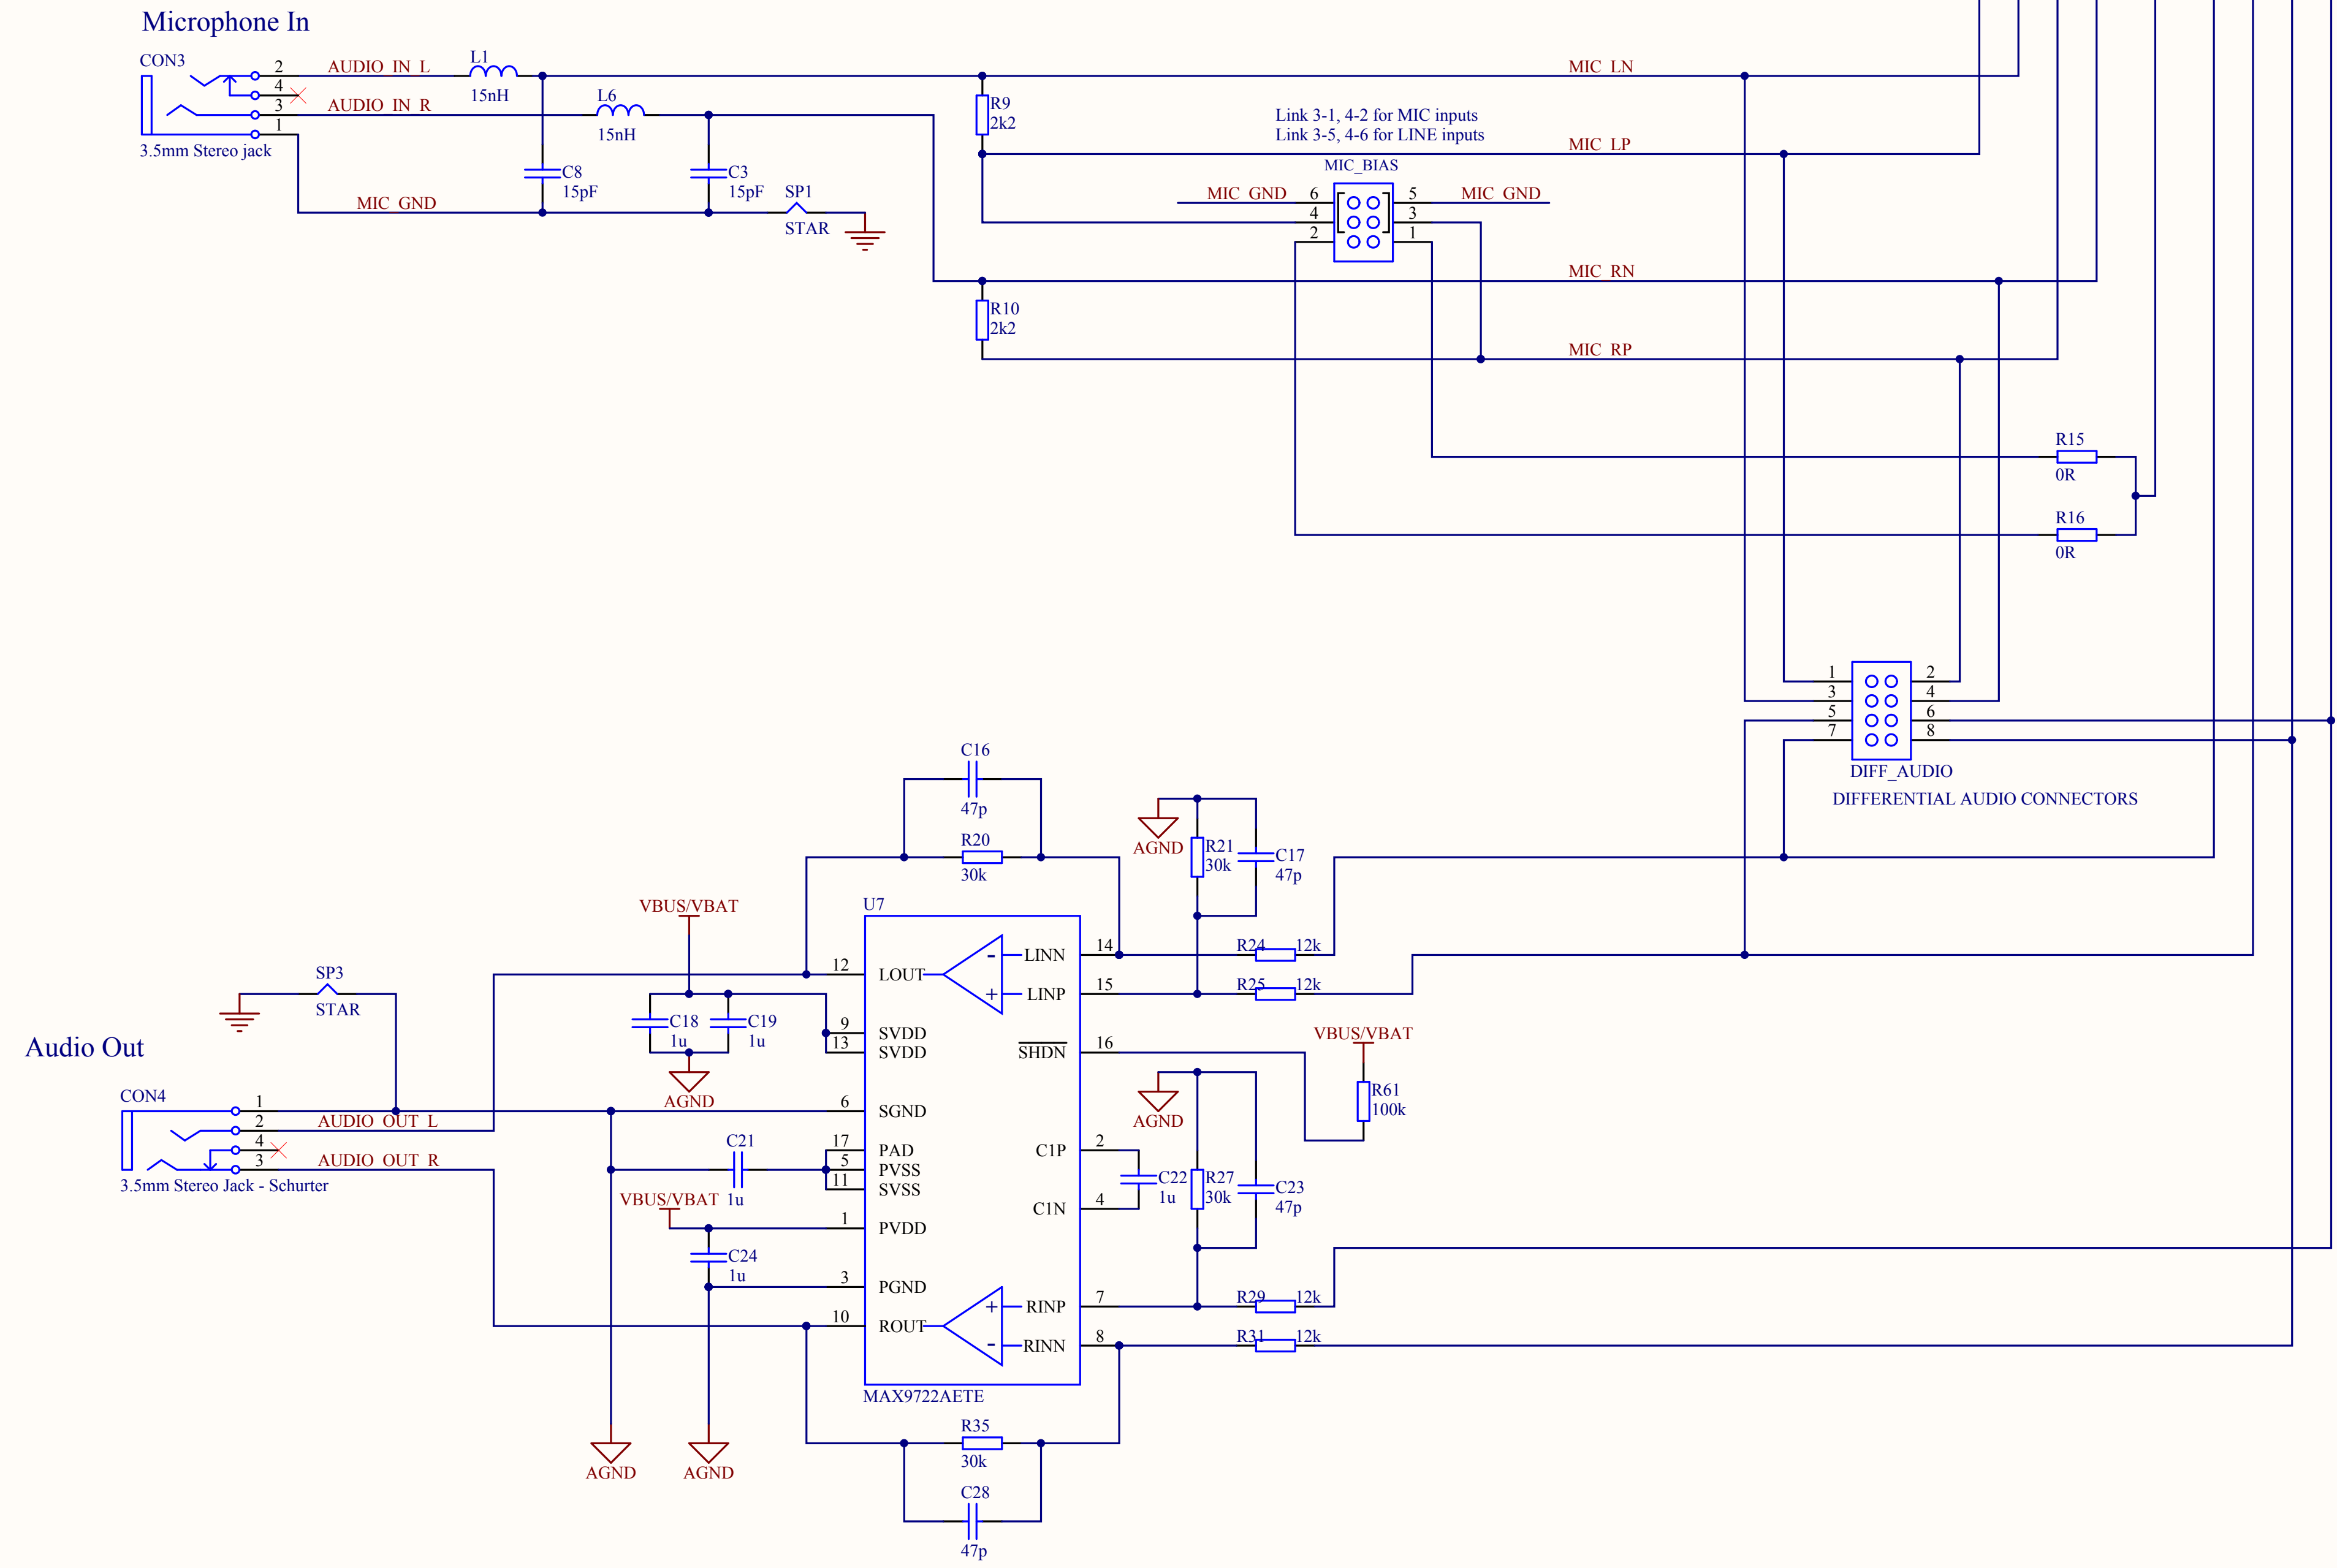 Microphone In
CON3
2
4
3
1
3.5mm Stereo jack
AUDIO_IN_L
AUDIO_IN_R
MIC_GND
L1
15nH
L6
15nH
C8
15pF
C3
15pF
SP1
STAR
R9
2k2
R10
2k2
Link 3-1, 4-2 for MIC inputs
Link 3-5, 4-6 for LINE inputs
MIC_BIAS
MIC_GND
6
4
2
5
3
1
MIC_GND
MIC_LN
MIC_LP
MIC_RN
MIC_RP
R15
0R
R16
0R
1
3
5
7
2
4
6
8
DIFF_AUDIO
DIFFERENTIAL AUDIO CONNECTORS
C16
47p
R20
30k
AGND
R21
30k
C17
47p
U7
VBUS/VBAT
C18
1u
C19
1u
AGND
12
LOUT
9
SVDD
13
SVDD
6
SGND
17
PAD
5
PVSS
11
SVSS
1
PVDD
3
PGND
10
ROUT
-
LINN
14
+
LINP
15
SHDN
16
C1P
2
C1N
4
+
RINP
7
-
RINN
8
MAX9722AETE
R24
12k
R25
12k
VBUS/VBAT
R61
100k
AGND
C22
1u
R27
30k
C23
47p
R29
12k
R31
12k
SP3
STAR
Audio Out
CON4
1
2
4
3
3.5mm Stereo Jack - Schurter
AUDIO_OUT_L
AUDIO_OUT_R
C21
1u
VBUS/VBAT
C24
1u
AGND
AGND
R35
30k
C28
47p